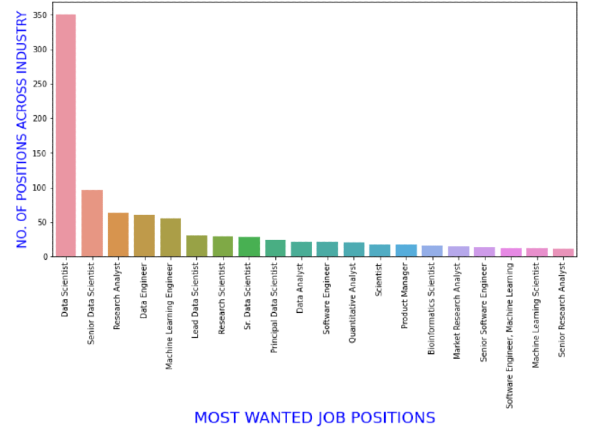 NO. OF POSITIONS ACROSS INDUSTRY
350
300
250
200
150
100
50
0
Data Scientist
Senior Data Scientist
Research Analyst
Data Engineer
Machine Learning Engineer
Lead Data Scientist
Research Scientist
Sr. Data Scientist
Principal Data Scientist
Data Analyst
Software Engineer
Quantitative Analyst
Scientist
Product Manager
Bioinformatics Scientist
Market Research Analyst
Senior Software Engineer
Software Engineer, Machine Learning
Machine Learning Scientist
Senior Research Analyst
MOST WANTED JOB POSITIONS